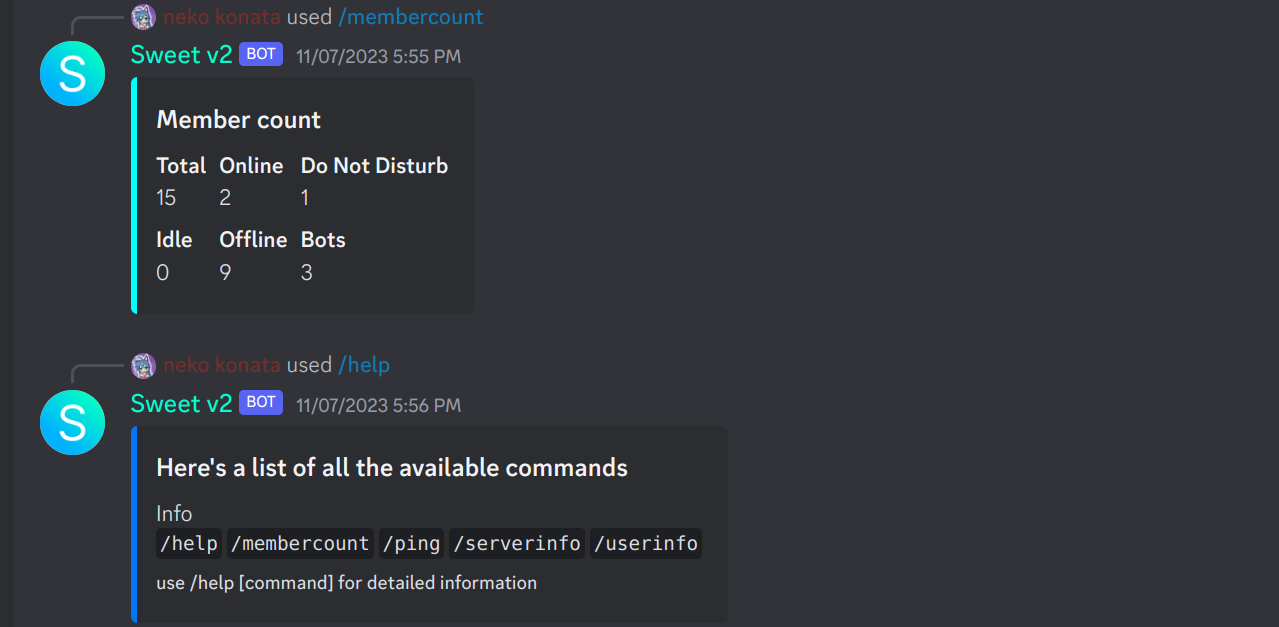 neko konata used /membercount
Sweet v2 BOT 11/07/2023 5:55 PM
S
Member count
Total Online Do Not Disturb
15 2 1
Idle Offline Bots
0 9 3
neko konata used /help
Sweet v2 BOT 11/07/2023 5:56 PM
S
Here's a list of all the available commands
Info
/help /membercount /ping /serverinfo /userinfo
use /help [command] for detailed information